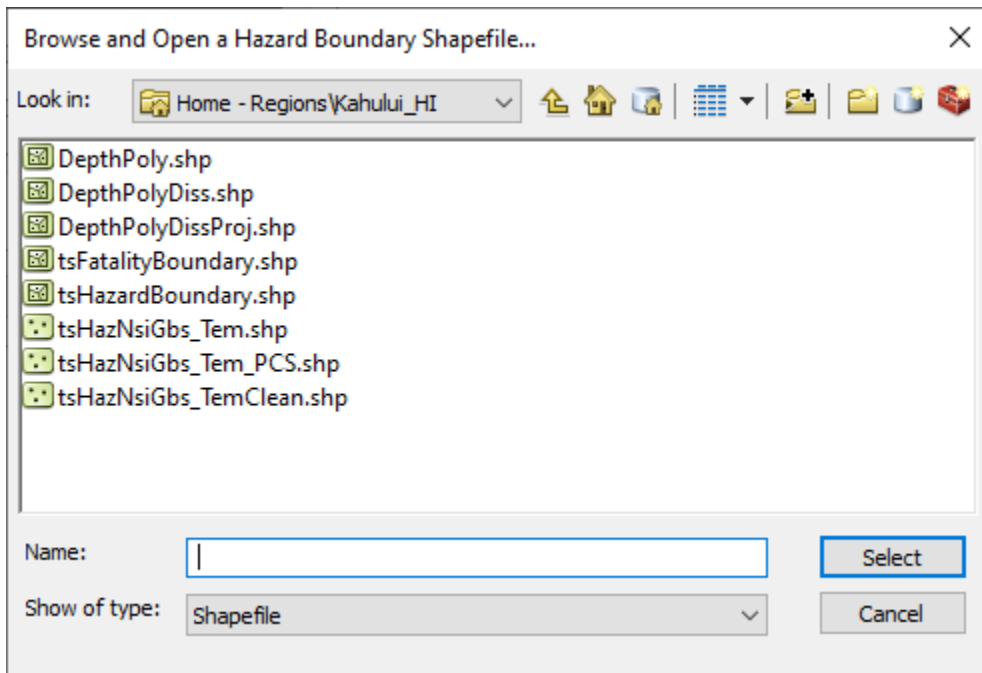 Browse and Open a Hazard Boundary Shapefile...
Look in: Home - Regions\Kahului_HI
DepthPoly.shp
DepthPolyDiss.shp
DepthPolyDissProj.shp
tsFatalityBoundary.shp
tsHazardBoundary.shp
tsHazNsiGbs_Tem.shp
tsHazNsiGbs_Tem_PCS.shp
tsHazNsiGbs_TemClean.shp
Name: Select
Show of type: Shapefile Cancel